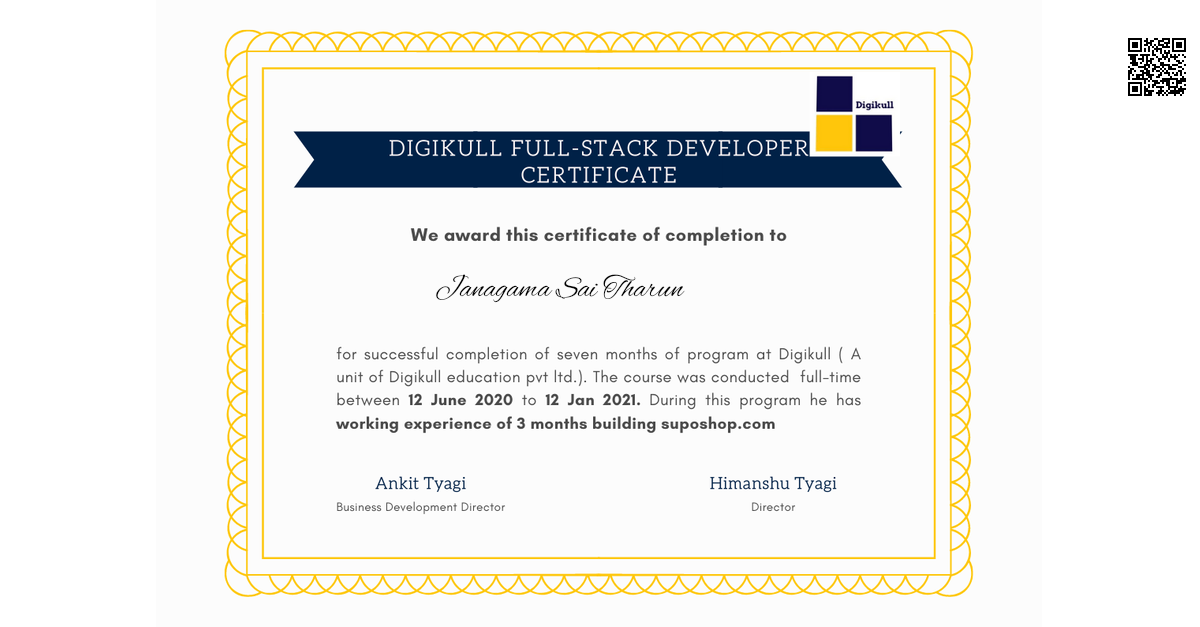 Digikull
DIGIKULL FULL-STACK DEVELOPER
CERTIFICATE
We award this certificate of completion to
Janagama Sai Tharun
for successful completion of seven months of program at Digikull ( A
unit of Digikull education pvt ltd.). The course was conducted full-time
between 12 June 2020 to 12 Jan 2021. During this program he has
working experience of 3 months building suposhop.com
Ankit Tyagi
Business Development Director
Himanshu Tyagi
Director